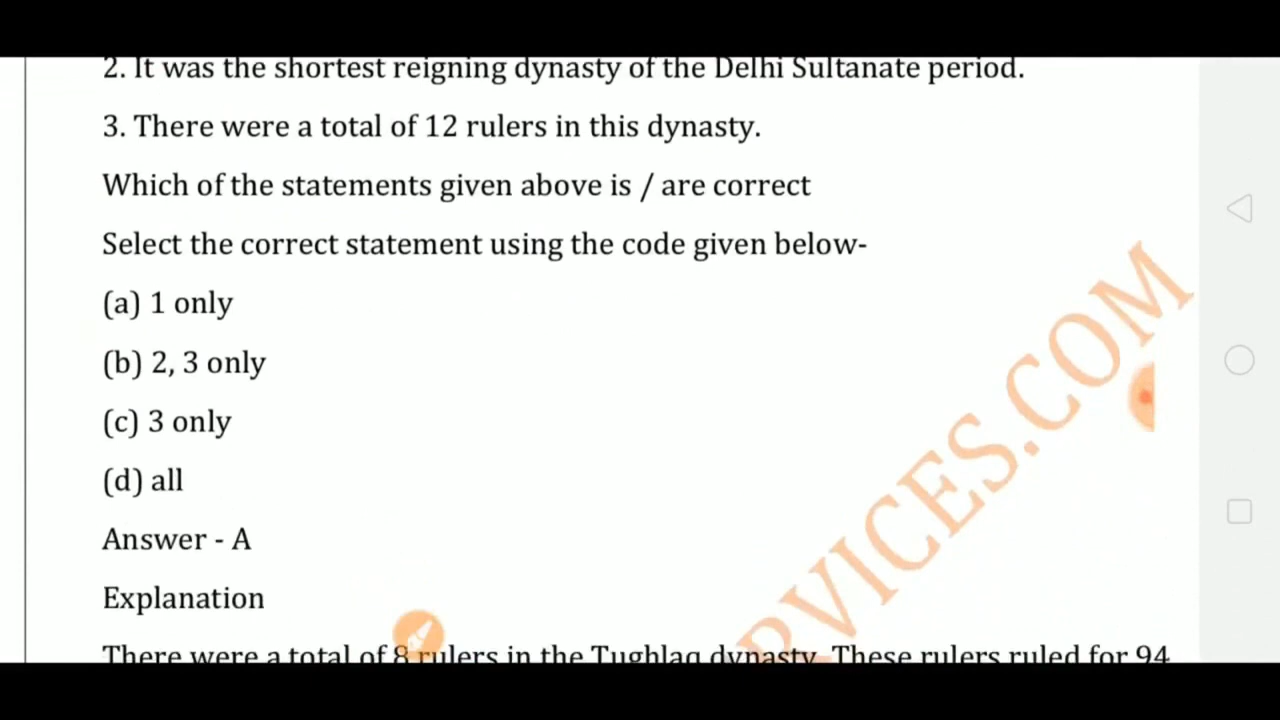 2. It was the shortest reigning dynasty of the Delhi Sultanate period.
3. There were a total of 12 rulers in this dynasty.
Which of the statements given above is / are correct
Select the correct statement using the code given below-
(a) 1 only
(b) 2, 3 only
(c) 3 only
(d) all
Answer - A
Explanation
There were a total of 8 rulers in the Tughlaq dynasty. These rulers ruled for 94
RVICES.COM